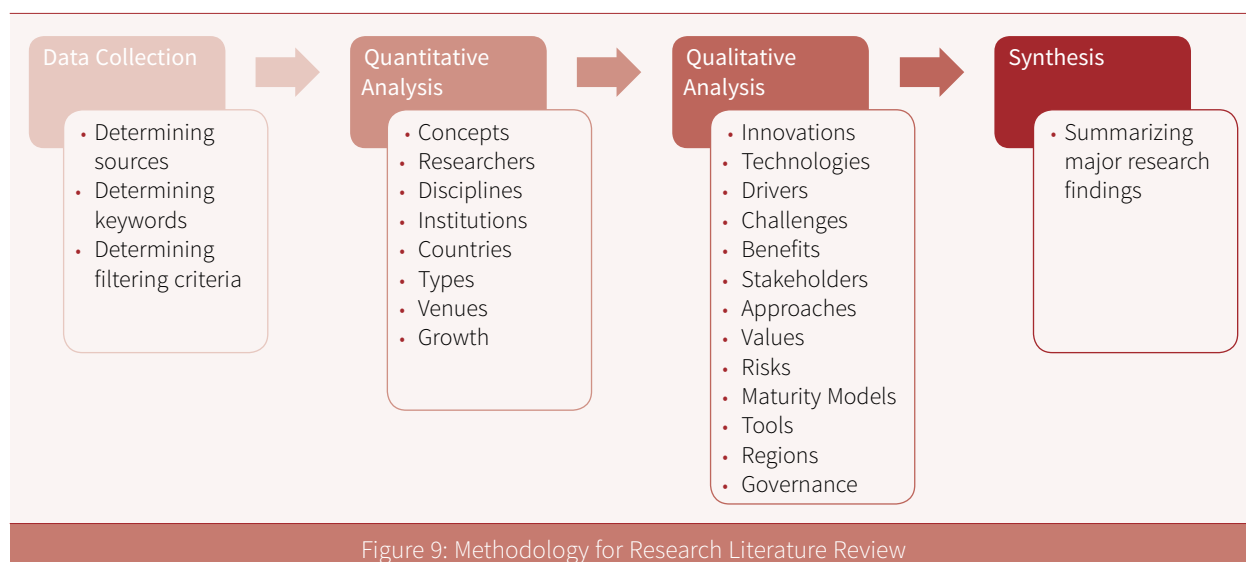 Data Collection
• Determining
sources
• Determining
keywords
• Determining
filtering criteria
Quantitative
Analysis
• Concepts
• Researchers
• Disciplines
• Institutions
• Countries
• Types
• Venues
• Growth
Qualitative
Analysis
• Innovations
• Technologies
• Drivers
• Challenges
• Benefits
• Stakeholders
• Approaches
• Values
• Risks
• Maturity Models
• Tools
• Regions
• Governance
Synthesis
• Summarizing
major research
findings
Figure 9: Methodology for Research Literature Review